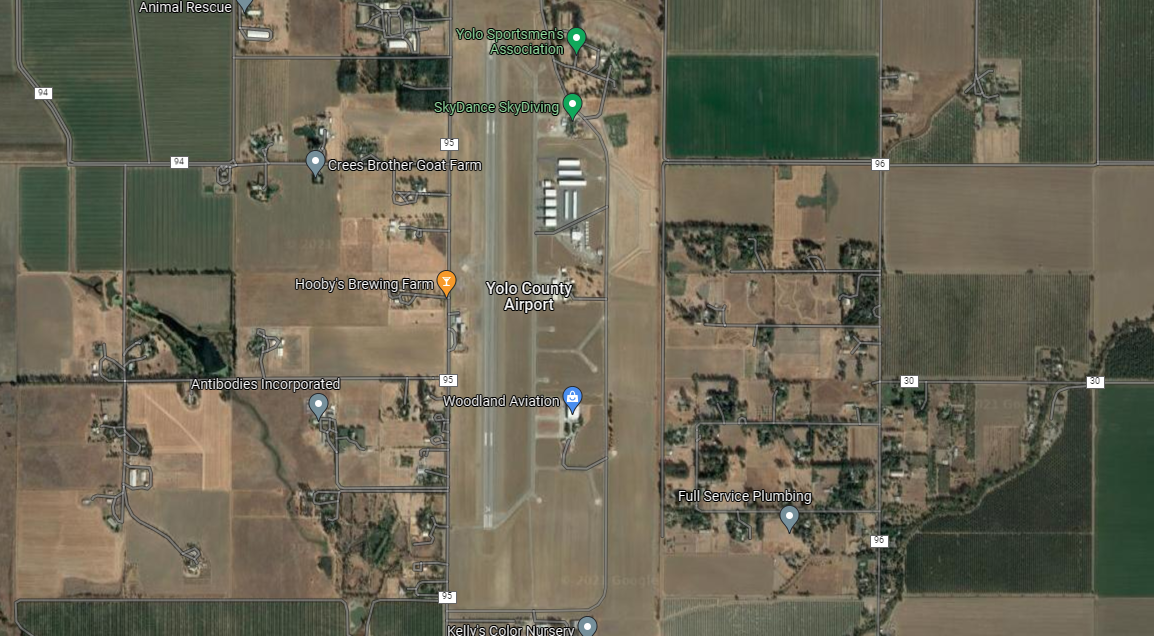 Animal Rescue
Yolo Sportsmen's
Association
94
SkyDance SkyDiving
95
94
Crees Brother Goat Farm
96
Hooby's Brewing Farm
Yolo County
Airport
95
30
30
Antibodies Incorporated
Woodland Aviation
Full Service Plumbing
96
95
Kelly's Color Nursery